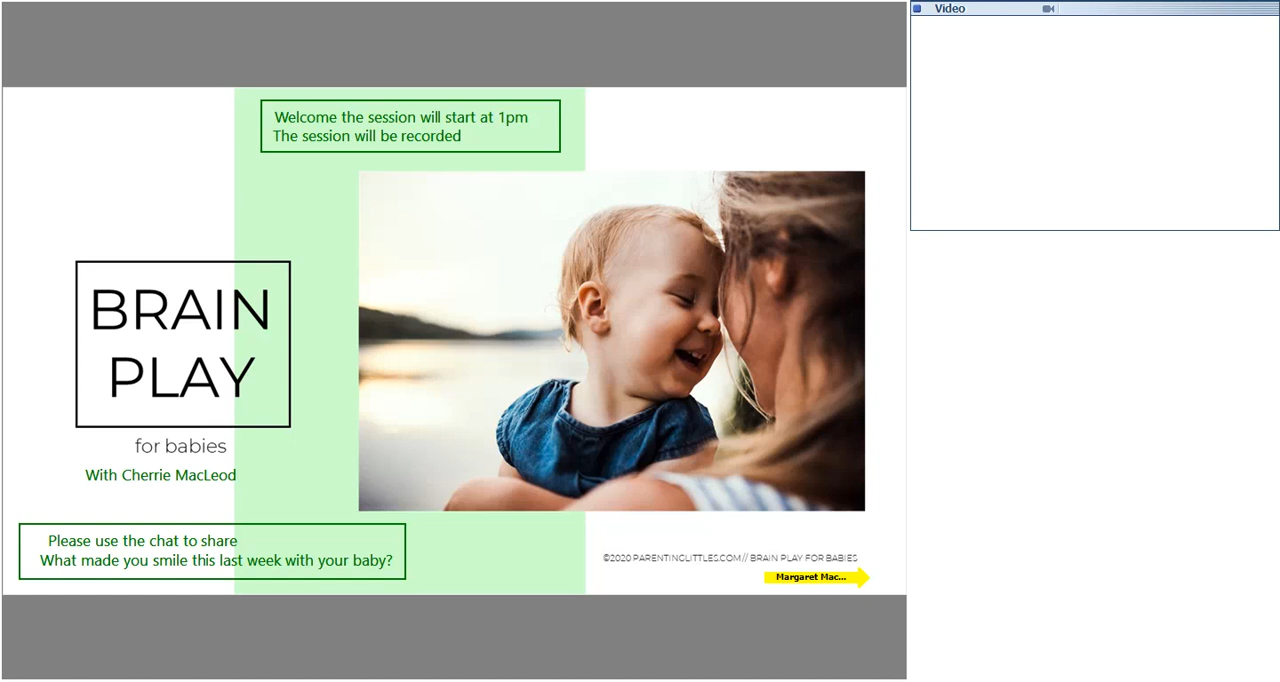 Video
Welcome the session will start at 1pm
The session will be recorded
BRAIN
PLAY
for babies
With Cherrie MacLeod
Please use the chat to share
What made you smile this last week with your baby?
©2020 PARENTINGLITTLES.COM // BRAIN PLAY FOR BABIES
Margaret Mac...